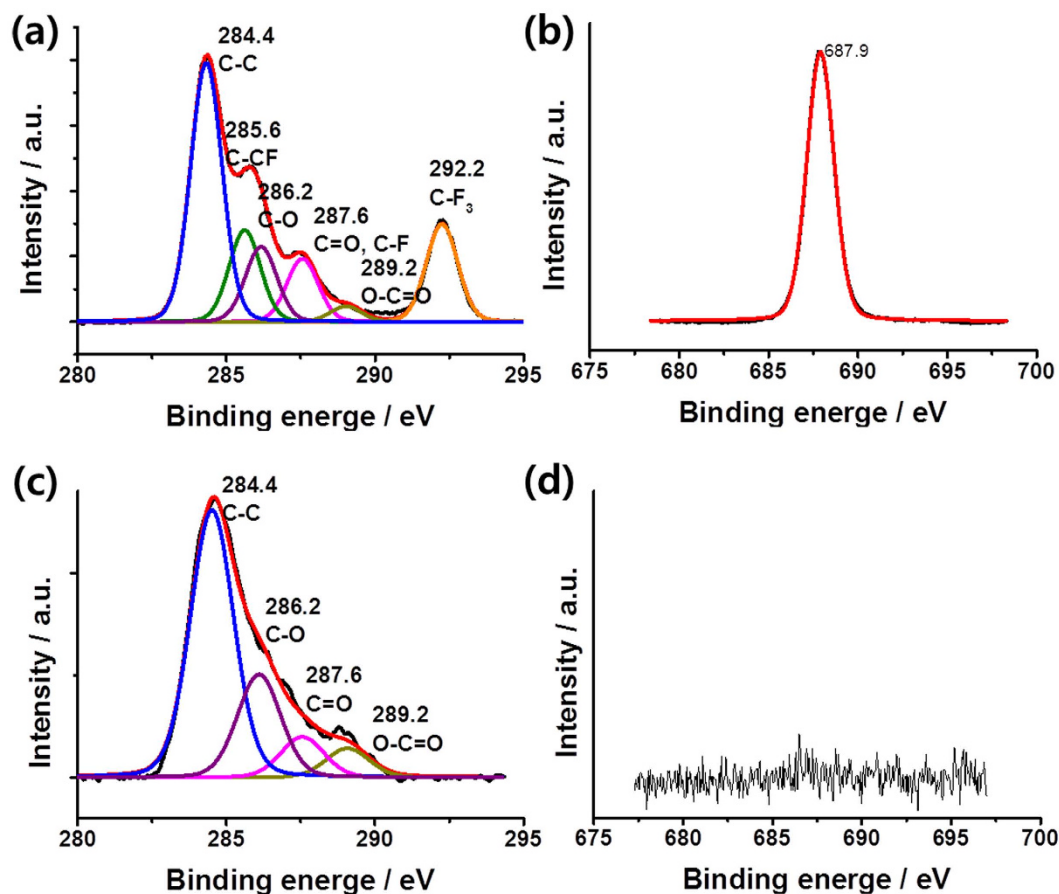 (a)
284.4
C-C
285.6
C-CF
286.2
C-O
287.6
C=O, C-F
289.2
O-C=O
292.2
C-F3
Intensity / a.u.
280 285 290 295
Binding energe / eV
(b)
687.9
Intensity / a.u.
675 680 685 690 695 700
Binding energe / eV
(c)
284.4
C-C
286.2
C-O
287.6
C=O
289.2
O-C=O
Intensity / a.u.
280 285 290 295
Binding energe / eV
(d)
Intensity / a.u.
675 680 685 690 695 700
Binding energe / eV